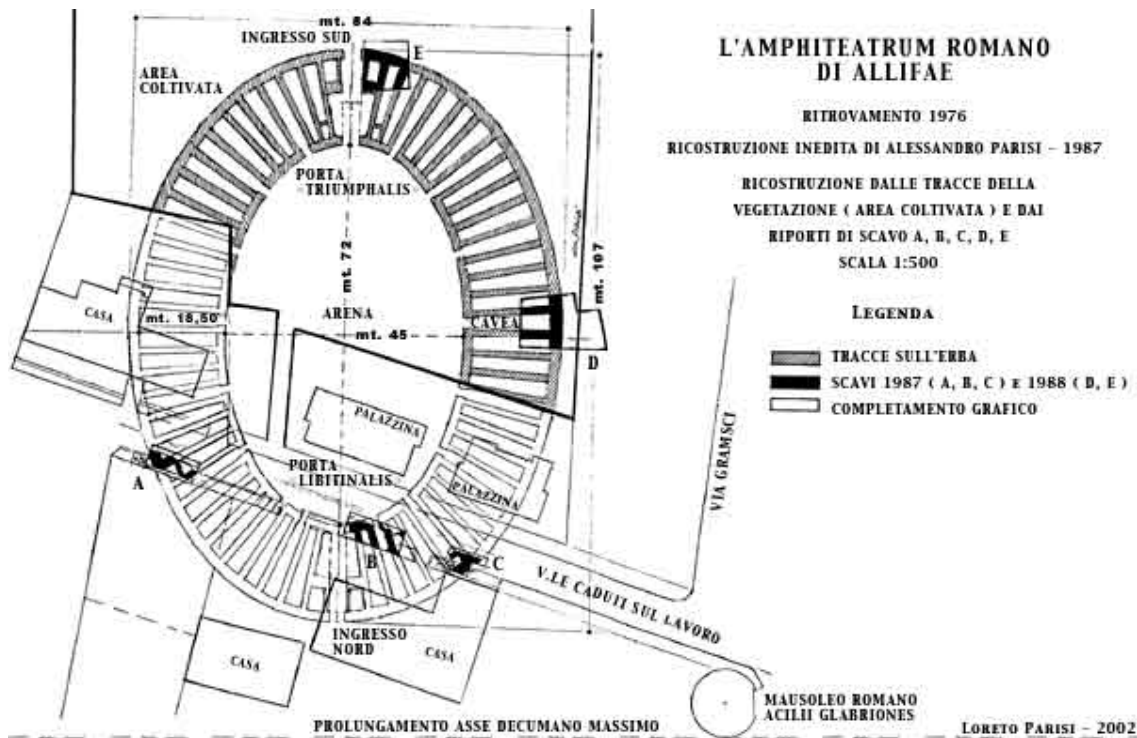 mt. 84
INGRESSO SUD
E
AREA
COLTIVATA
PORTA
TRIUMPHALIS
mt. 72
mt. 107
CASA
mt. 18,50
ARENA
mt. 45
CAVEA
D
PALAZZINA
PORTA
LIBITINALIS
PALAZZINA
A
B
C
V.LE CADUTI SUL LAVORO
VIA GRAMSCI
INGRESSO
NORD
CASA
CASA
MAUSOLEO ROMANO
ACILII GLABRIONES
PROLUNGAMENTO ASSE DECUMANO MASSIMO
L'AMPHITEATRUM ROMANO
DI ALLIFAE
RITROVAMENTO 1976
RICOSTRUZIONE INEDITA DI ALESSANDRO PARISI - 1987
RICOSTRUZIONE DALLE TRACCE DELLA
VEGETAZIONE ( AREA COLTIVATA ) E DAI
RIPORTI DI SCAVO A, B, C, D, E
SCALA 1:500
LEGENDA
TRACCE SULL'ERBA
SCAVI 1987 ( A, B, C ) E 1988 ( D, E )
COMPLETAMENTO GRAFICO
LORETO PARISI - 2002